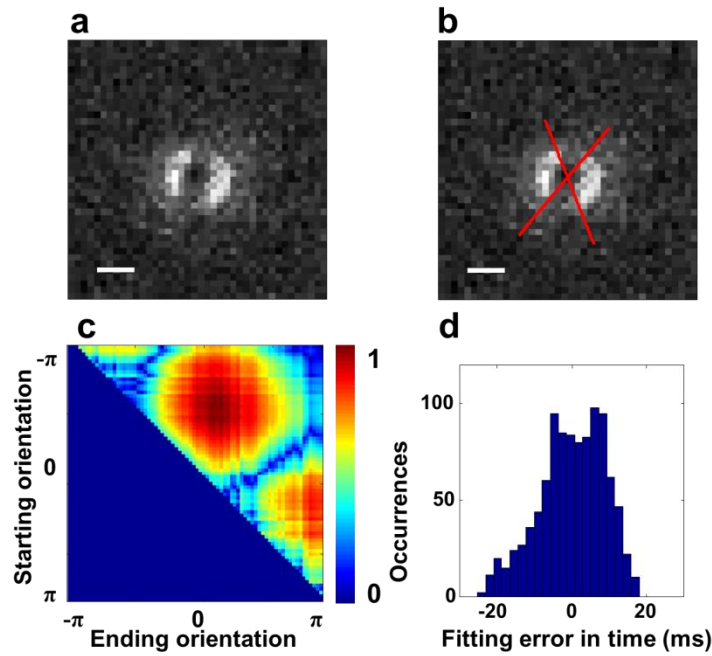 a
b
c
-π
0
π
Starting orientation
-π
0
π
Ending orientation
1
0
d
100
50
0
Occurrences
-20
0
20
Fitting error in time (ms)